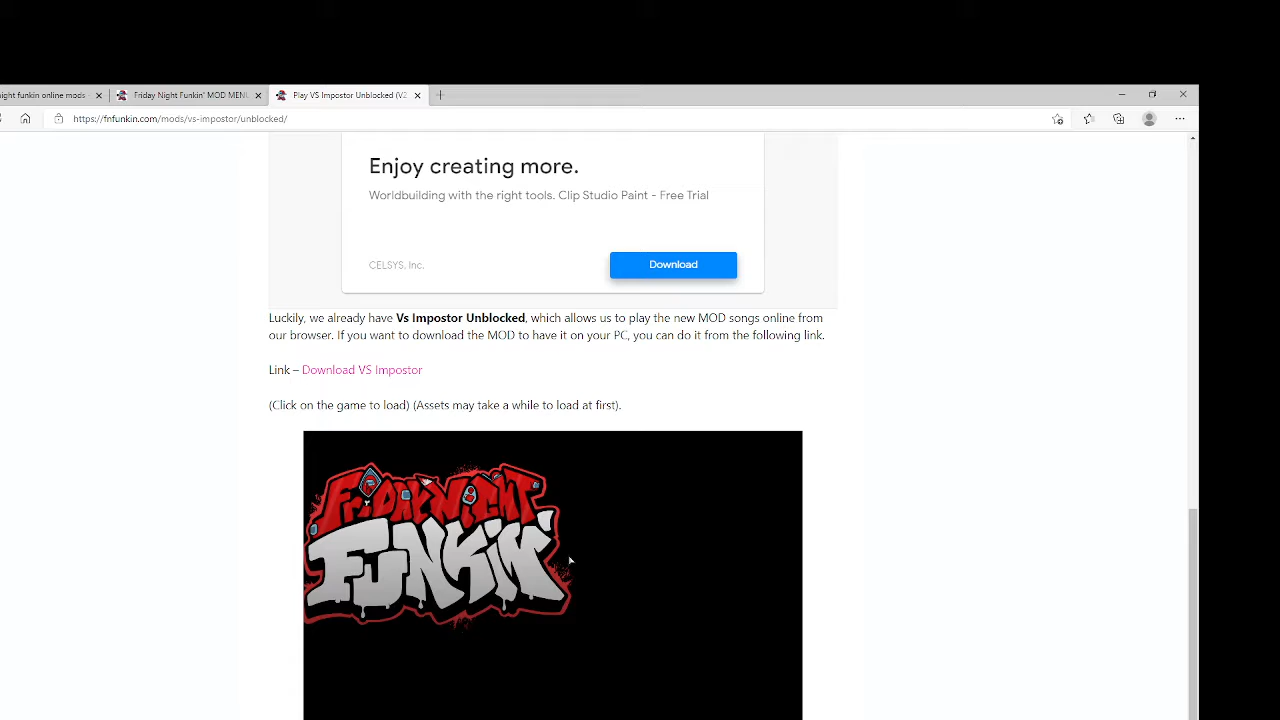 night funkin online mods -
Friday Night Funkin' MOD MENU
Play VS Impostor Unblocked (V2
https://fnfunkin.com/mods/vs-impostor/unblocked/
Enjoy creating more.
Worldbuilding with the right tools. Clip Studio Paint - Free Trial
CELSYS, Inc.
Download
Luckily, we already have Vs Impostor Unblocked, which allows us to play the new MOD songs online from
our browser. If you want to download the MOD to have it on your PC, you can do it from the following link.
Link – Download VS Impostor
(Click on the game to load) (Assets may take a while to load at first).
FRiDAY NiGHT
FUNKiN'